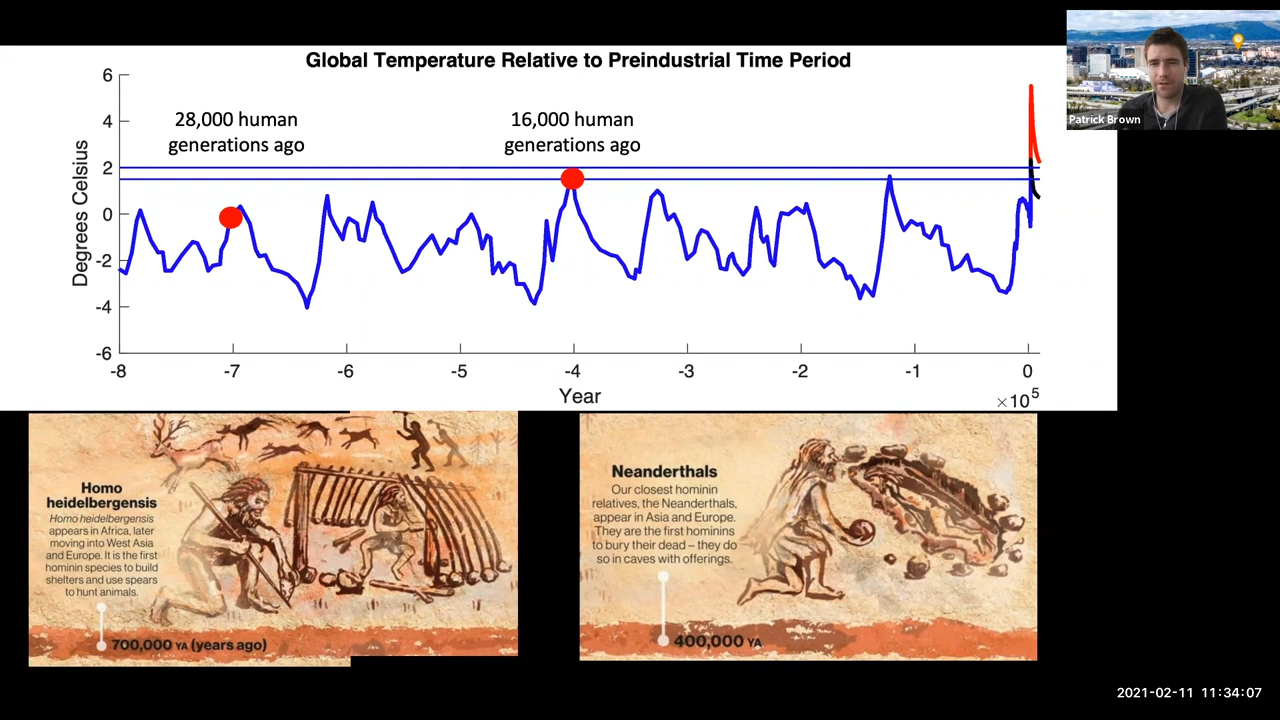 Global Temperature Relative to Preindustrial Time Period
Patrick Brown
28,000 human
generations ago
16,000 human
generations ago
Degrees Celsius
6
4
2
0
-2
-4
-6
-8
-7
-6
-5
-4
-3
-2
-1
0
Year
×10⁵
Homo
heidelbergensis
Homo heidelbergensis
appears in Africa, later
moving into West Asia
and Europe. It is the first
hominin species to build
shelters and use spears
to hunt animals.
700,000 YA (years ago)
Neanderthals
Our closest hominin
relatives, the Neanderthals,
appear in Asia and Europe.
They are the first hominins
to bury their dead – they do
so in caves with offerings.
400,000 YA
2021-02-11 11:34:07